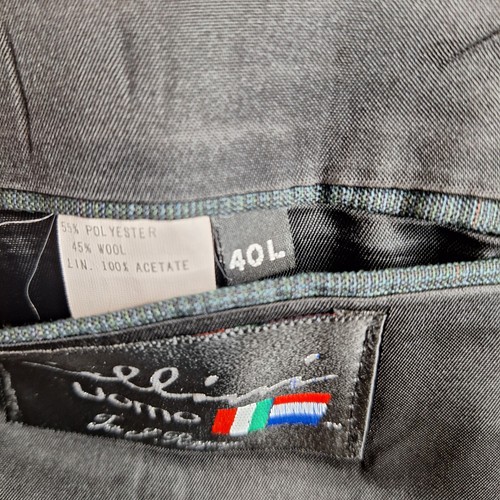 55% POLYESTER
45% WOOL
LIN. 100% ACETATE
40L
uomo